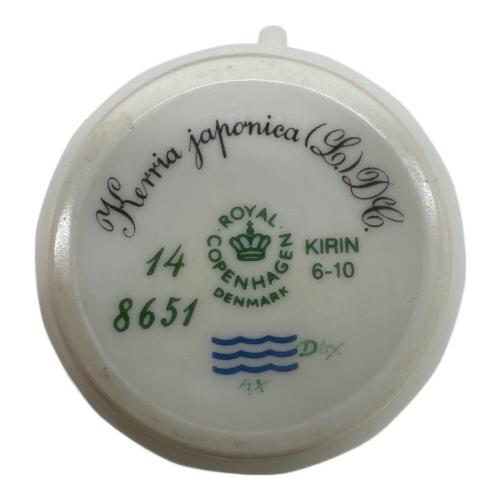 Kerria japonica (L.) DC.
ROYAL
COPENHAGEN
DENMARK
KIRIN
6-10
14
8651